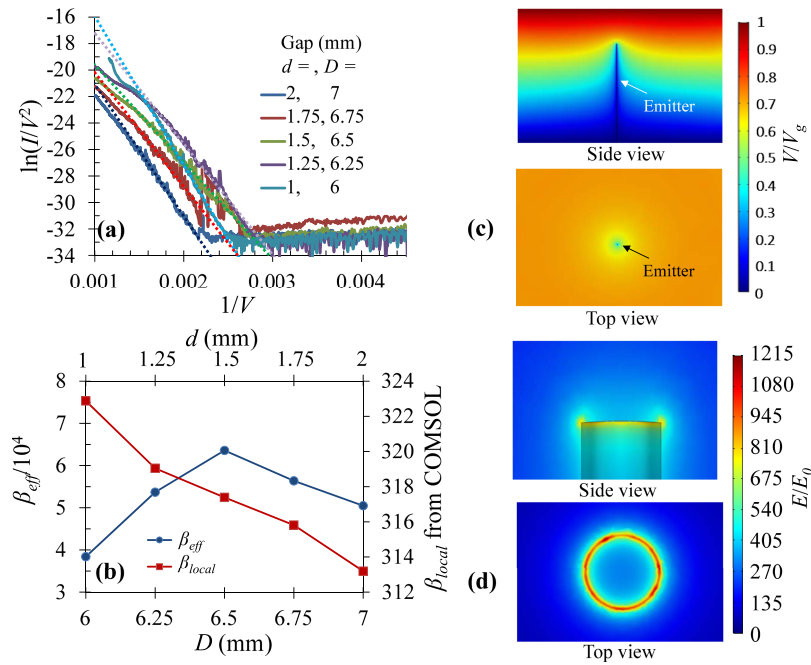 -16
-18
-20
-22
-24
-26
-28
-30
-32
-34
ln(I/V²)
Gap (mm)
d = , D =
2, 7
1.75, 6.75
1.5, 6.5
1.25, 6.25
1, 6
(a)
0.001 0.002 0.003 0.004
1/V
d (mm)
1 1.25 1.5 1.75 2
8
7
6
5
4
3
β_eff/10⁴
324
322
320
318
316
314
312
β_local from COMSOL
β_eff
β_local
(b)
6 6.25 6.5 6.75 7
D (mm)
Emitter
Side view
(c)
Emitter
Top view
1
0.9
0.8
0.7
0.6
0.5
0.4
0.3
0.2
0.1
0
V/V_g
Side view
(d)
Top view
1215
1080
945
810
675
540
405
270
135
0
E/E₀